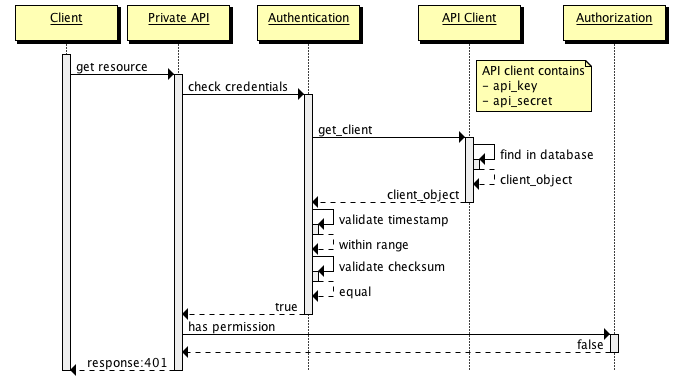 Client
Private API
Authentication
API Client
Authorization
API client contains
- api_key
- api_secret
get resource
check credentials
get_client
find in database
client_object
client_object
validate timestamp
within range
validate checksum
equal
true
has permission
false
response:401